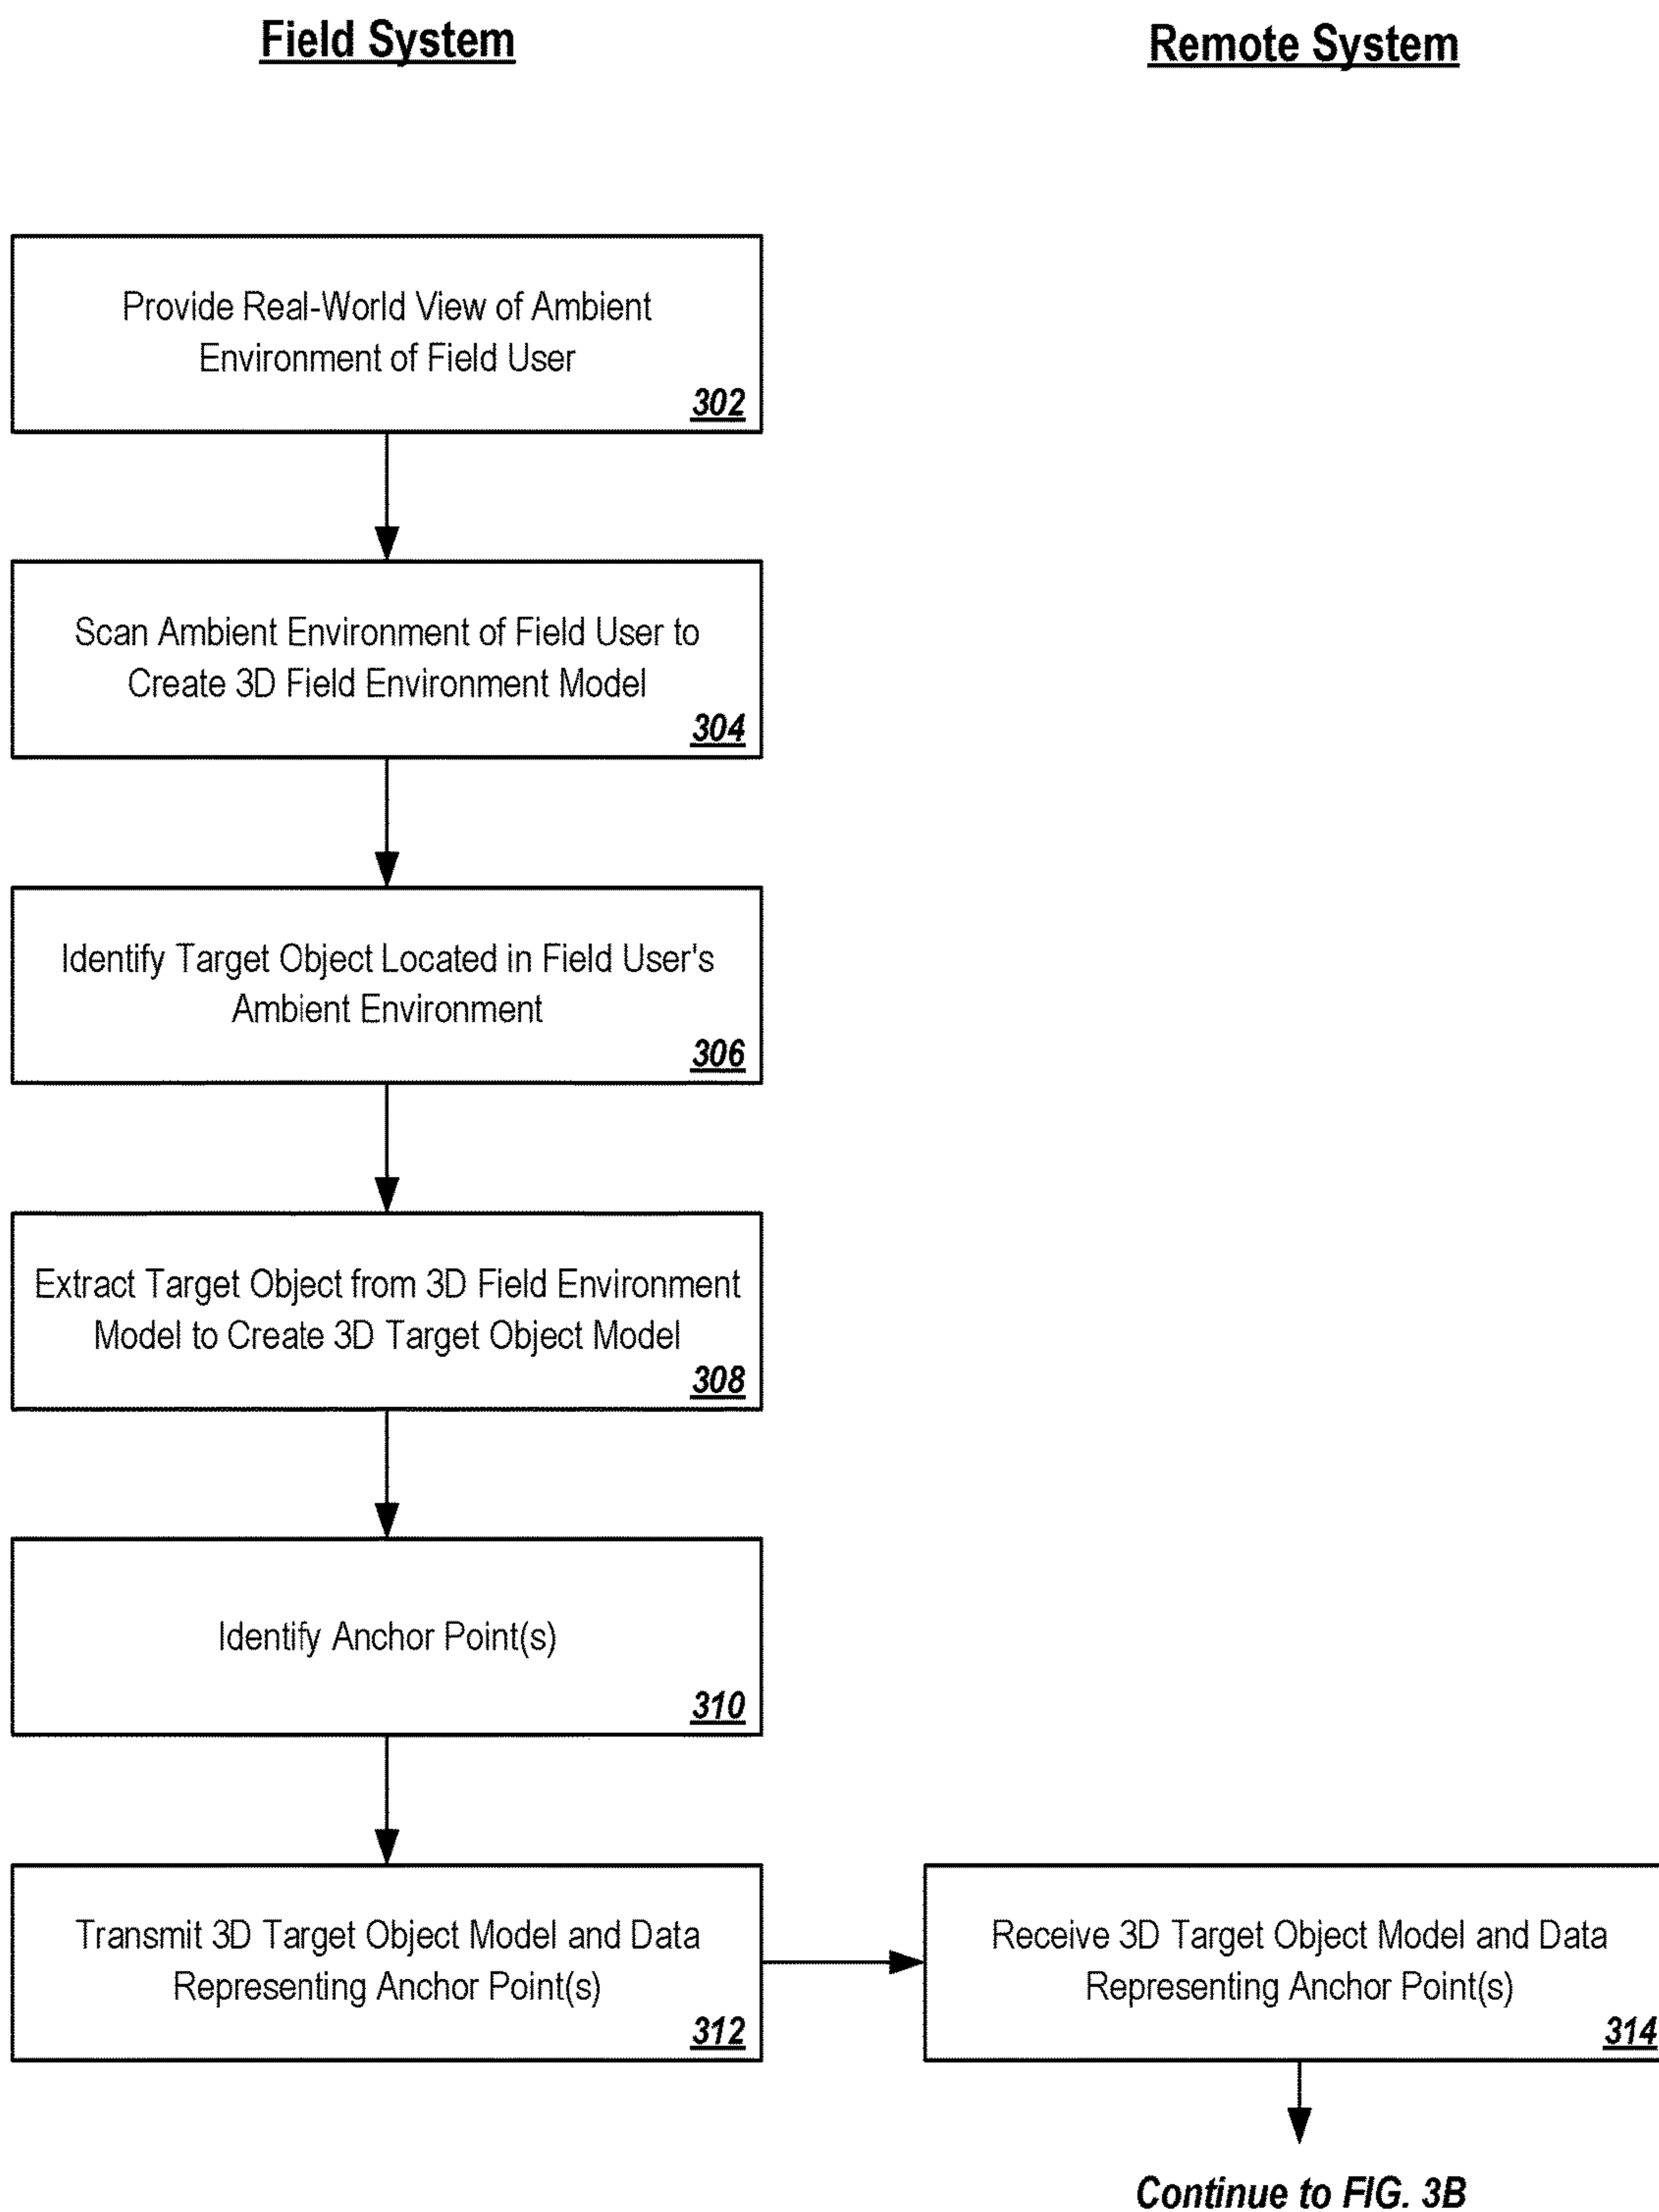 Field System
Remote System
Provide Real-World View of Ambient
Environment of Field User
302
Scan Ambient Environment of Field User to
Create 3D Field Environment Model
304
Identify Target Object Located in Field User's
Ambient Environment
306
Extract Target Object from 3D Field Environment
Model to Create 3D Target Object Model
308
Identify Anchor Point(s)
310
Transmit 3D Target Object Model and Data
Representing Anchor Point(s)
312
Receive 3D Target Object Model and Data
Representing Anchor Point(s)
314
Continue to FIG. 3B